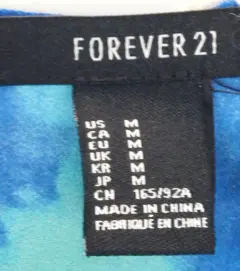 FOREVER 21
US M
CA M
EU M
UK M
KR M
JP M
CN 165/92A
MADE IN CHINA
FABRIQUÉ EN CHINE